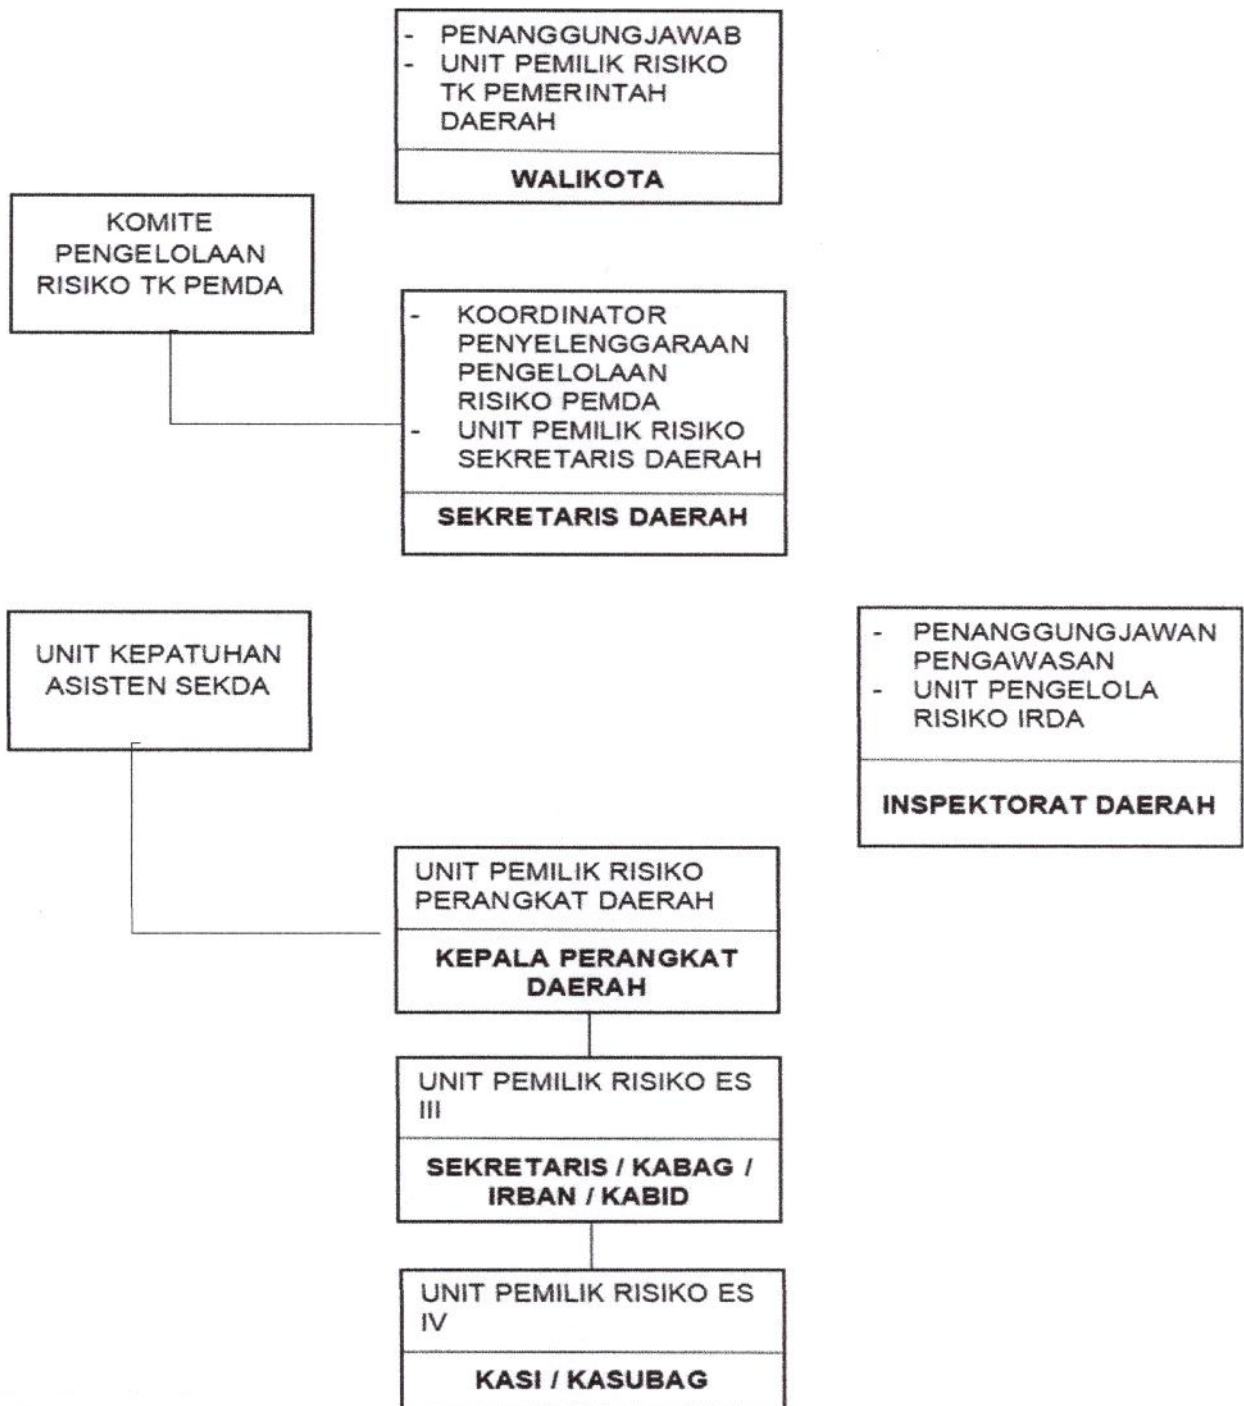 - PENANGGUNGJAWAB
- UNIT PEMILIK RISIKO
TK PEMERINTAH
DAERAH
WALIKOTA
KOMITE
PENGELOLAAN
RISIKO TK PEMDA
- KOORDINATOR
PENYELENGGARAAN
PENGELOLAAN
RISIKO PEMDA
- UNIT PEMILIK RISIKO
SEKRETARIS DAERAH
SEKRETARIS DAERAH
UNIT KEPATUHAN
ASISTEN SEKDA
- PENANGGUNGJAWAN
PENGAWASAN
- UNIT PENGELOLA
RISIKO IRDA
INSPEKTORAT DAERAH
UNIT PEMILIK RISIKO
PERANGKAT DAERAH
KEPALA PERANGKAT
DAERAH
UNIT PEMILIK RISIKO ES
III
SEKRETARIS / KABAG /
IRBAN / KABID
UNIT PEMILIK RISIKO ES
IV
KASI / KASUBAG